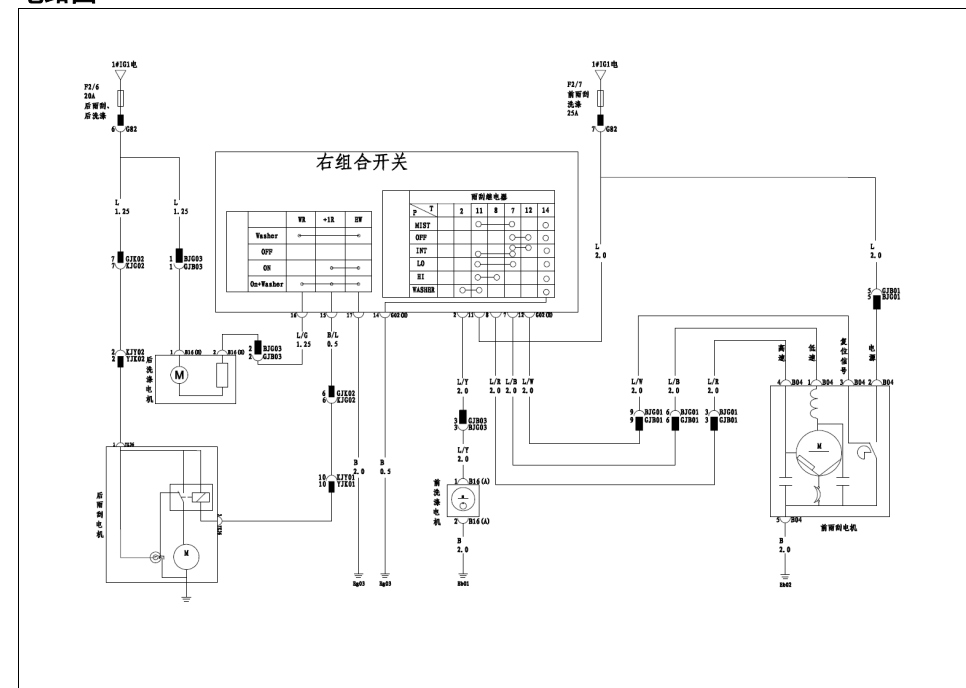 1#IG1电
F2/6
20A
后雨刮、
后洗涤
6 G82
1#IG1电
F2/7
前雨刮
洗涤
25A
7 G82
右组合开关
雨刮继电器
P T 2 11 8 7 12 14
MIST
OFF
INT
LO
HI
WASHER
WR +1R EW
Washer
OFF
ON
On+Washer
L
1.25
L
1.25
7 GJK02
7 KJG02
1 BJG03
1 GJB03
L
2.0
L
2.0
5 GJB01
5 BJG01
16 15 17 14 G02(D)
2 11 8 7 12 G02(D)
L/G
1.25
B/L
0.5
2 KJY02
2 YJK02
后洗涤电机
1 B16(D) 2 B16(D)
M
2 BJG03
2 GJB03
6 GJK02
6 KJG02
10 KJY01
10 YJK01
B
2.0
B
0.5
Eg03
Eg03
后雨刮电机
M
L/Y
2.0
L/R
2.0
L/B
2.0
L/W
2.0
3 GJB03
3 BJG03
L/Y
2.0
前洗涤电机
1 B16(A)
2 B16(A)
B
2.0
Eb01
L/W
2.0
L/B
2.0
L/R
2.0
9 BJG01
9 GJB01
6 BJG01
6 GJB01
3 BJG01
3 GJB01
高速
低速
复位信号
电源
4 B04 1 B04 3 B04 2 B04
M
5 B04
前雨刮电机
B
2.0
Eb02